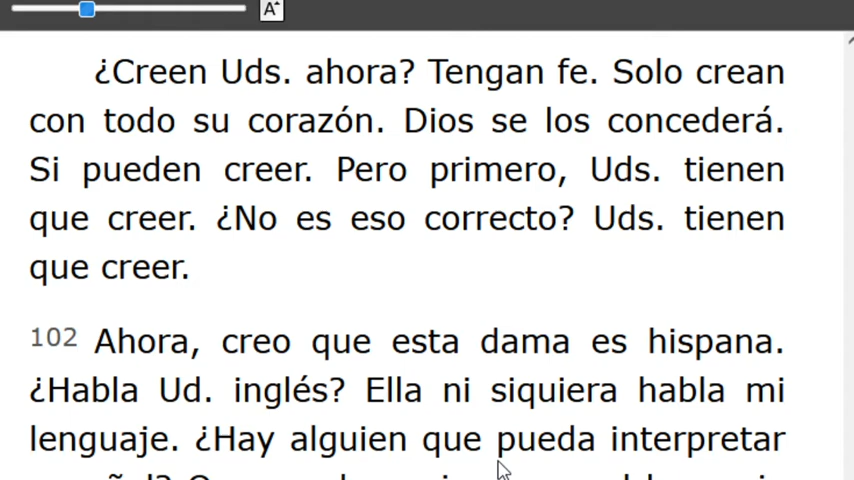 A
¿Creen Uds. ahora? Tengan fe. Solo crean
con todo su corazón. Dios se los concederá.
Si pueden creer. Pero primero, Uds. tienen
que creer. ¿No es eso correcto? Uds. tienen
que creer.
102 Ahora, creo que esta dama es hispana.
¿Habla Ud. inglés? Ella ni siquiera habla mi
lenguaje. ¿Hay alguien que pueda interpretar